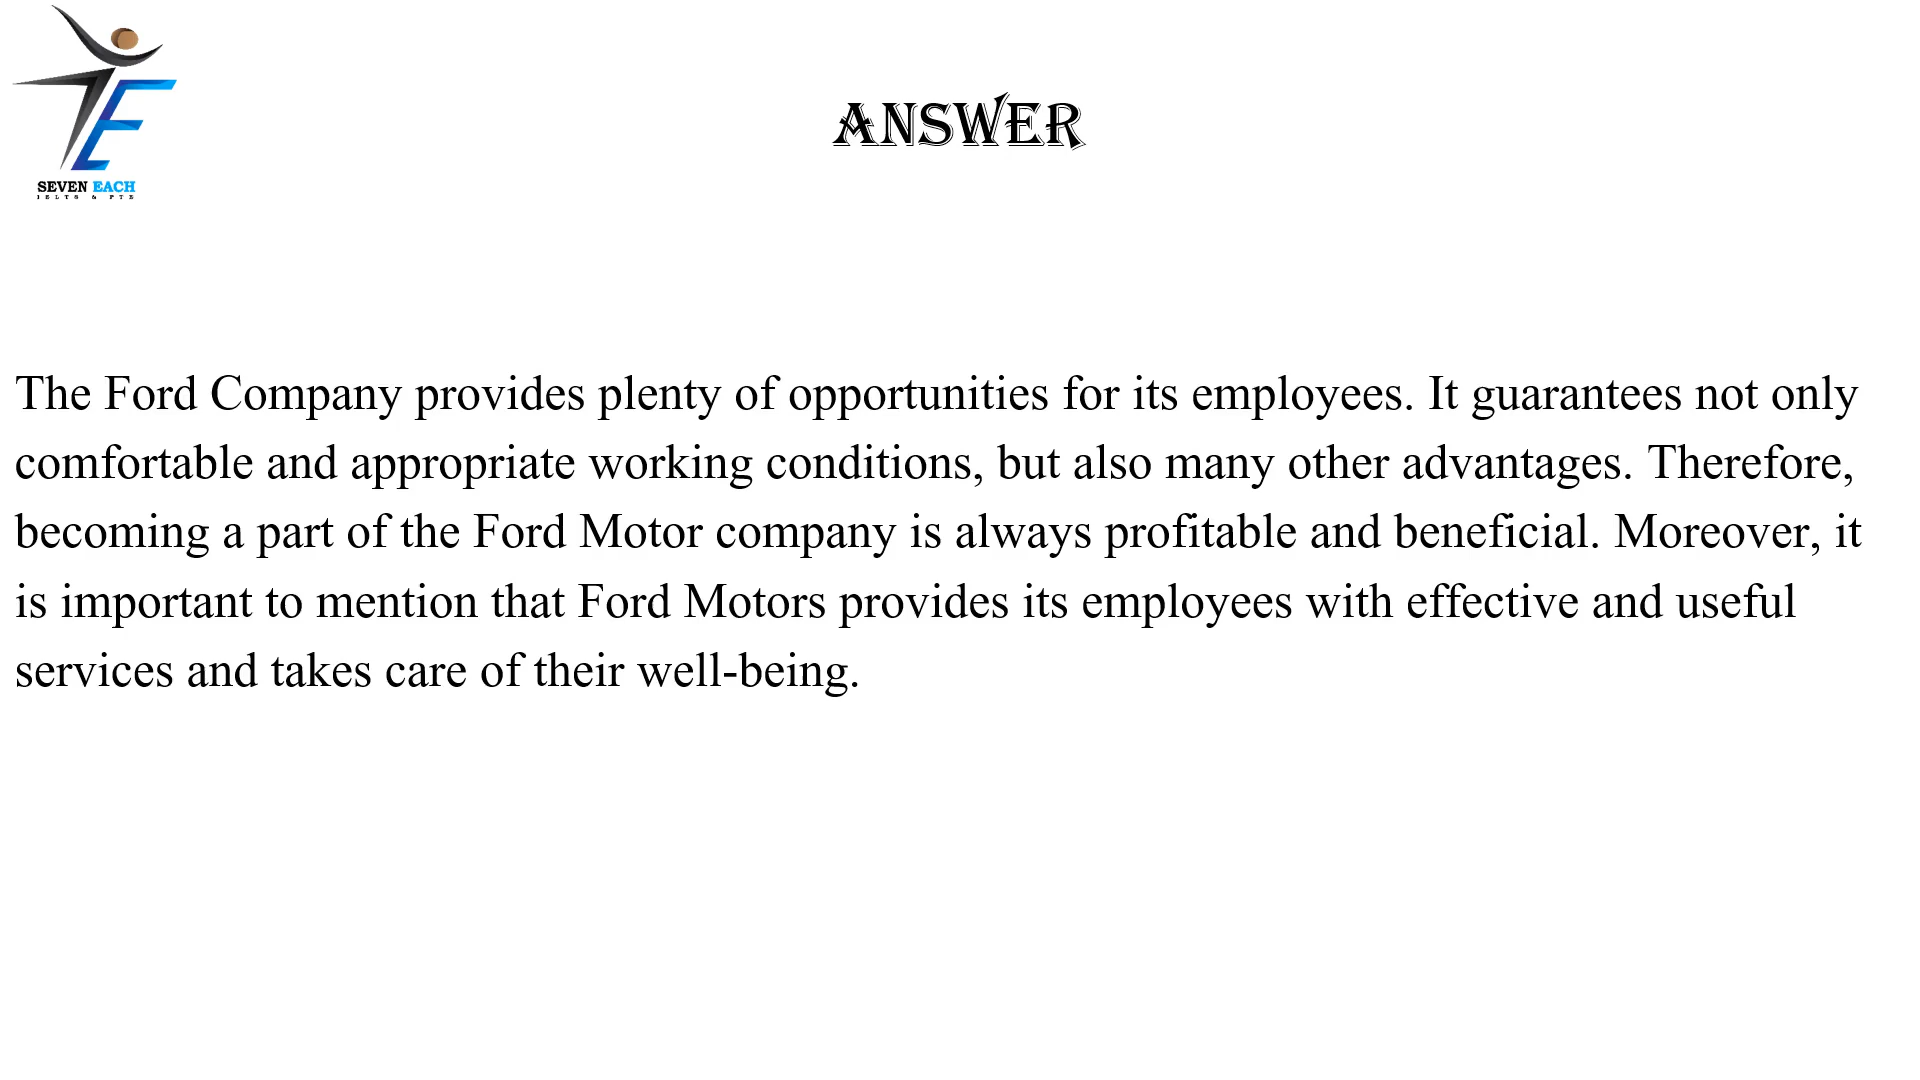 ANSWER
SEVEN EACH
IELTS & PTE
The Ford Company provides plenty of opportunities for its employees. It guarantees not only
comfortable and appropriate working conditions, but also many other advantages. Therefore,
becoming a part of the Ford Motor company is always profitable and beneficial. Moreover, it
is important to mention that Ford Motors provides its employees with effective and useful
services and takes care of their well-being.